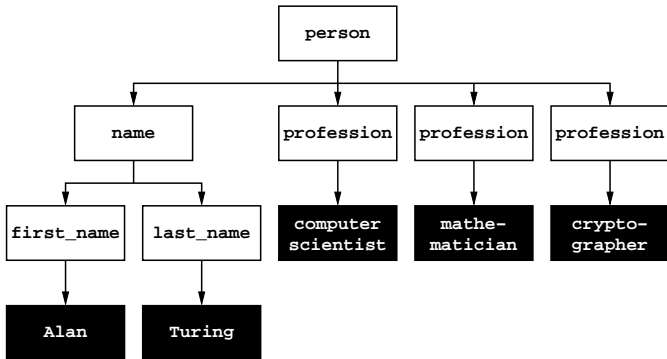 person
name
profession
profession
profession
first_name
last_name
computer
scientist
mathe-
matician
crypto-
grapher
Alan
Turing